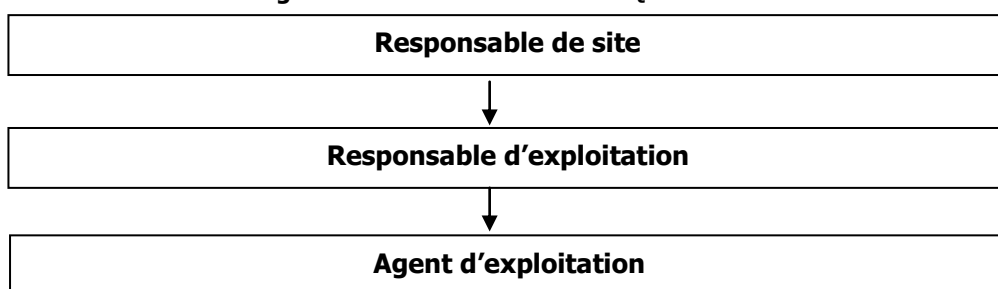 Responsable de site
Responsable d’exploitation
Agent d’exploitation